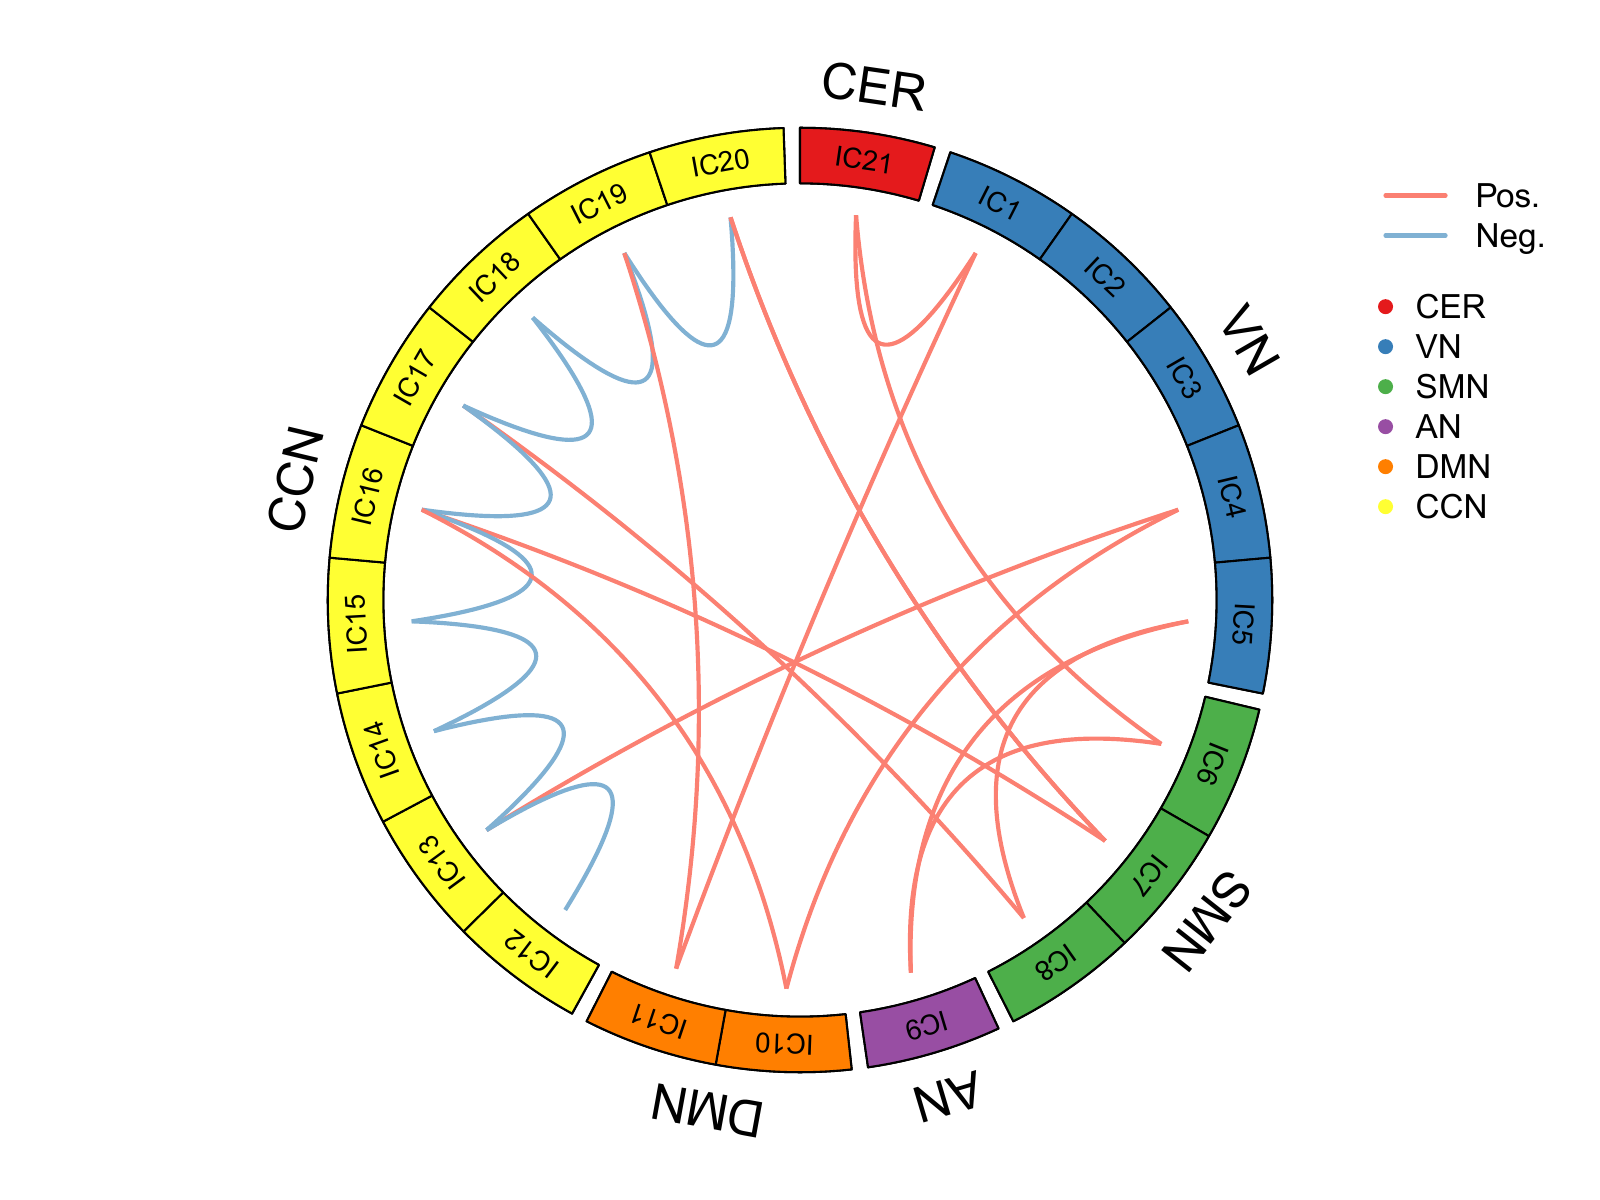 CER
IC21
IC1
IC2
IC3
IC4
IC5
VN
IC6
IC7
IC8
SMN
IC9
AN
IC10
IC11
DMN
IC12
IC13
IC14
IC15
IC16
IC17
IC18
IC19
IC20
CCN
Pos.
Neg.
CER
VN
SMN
AN
DMN
CCN